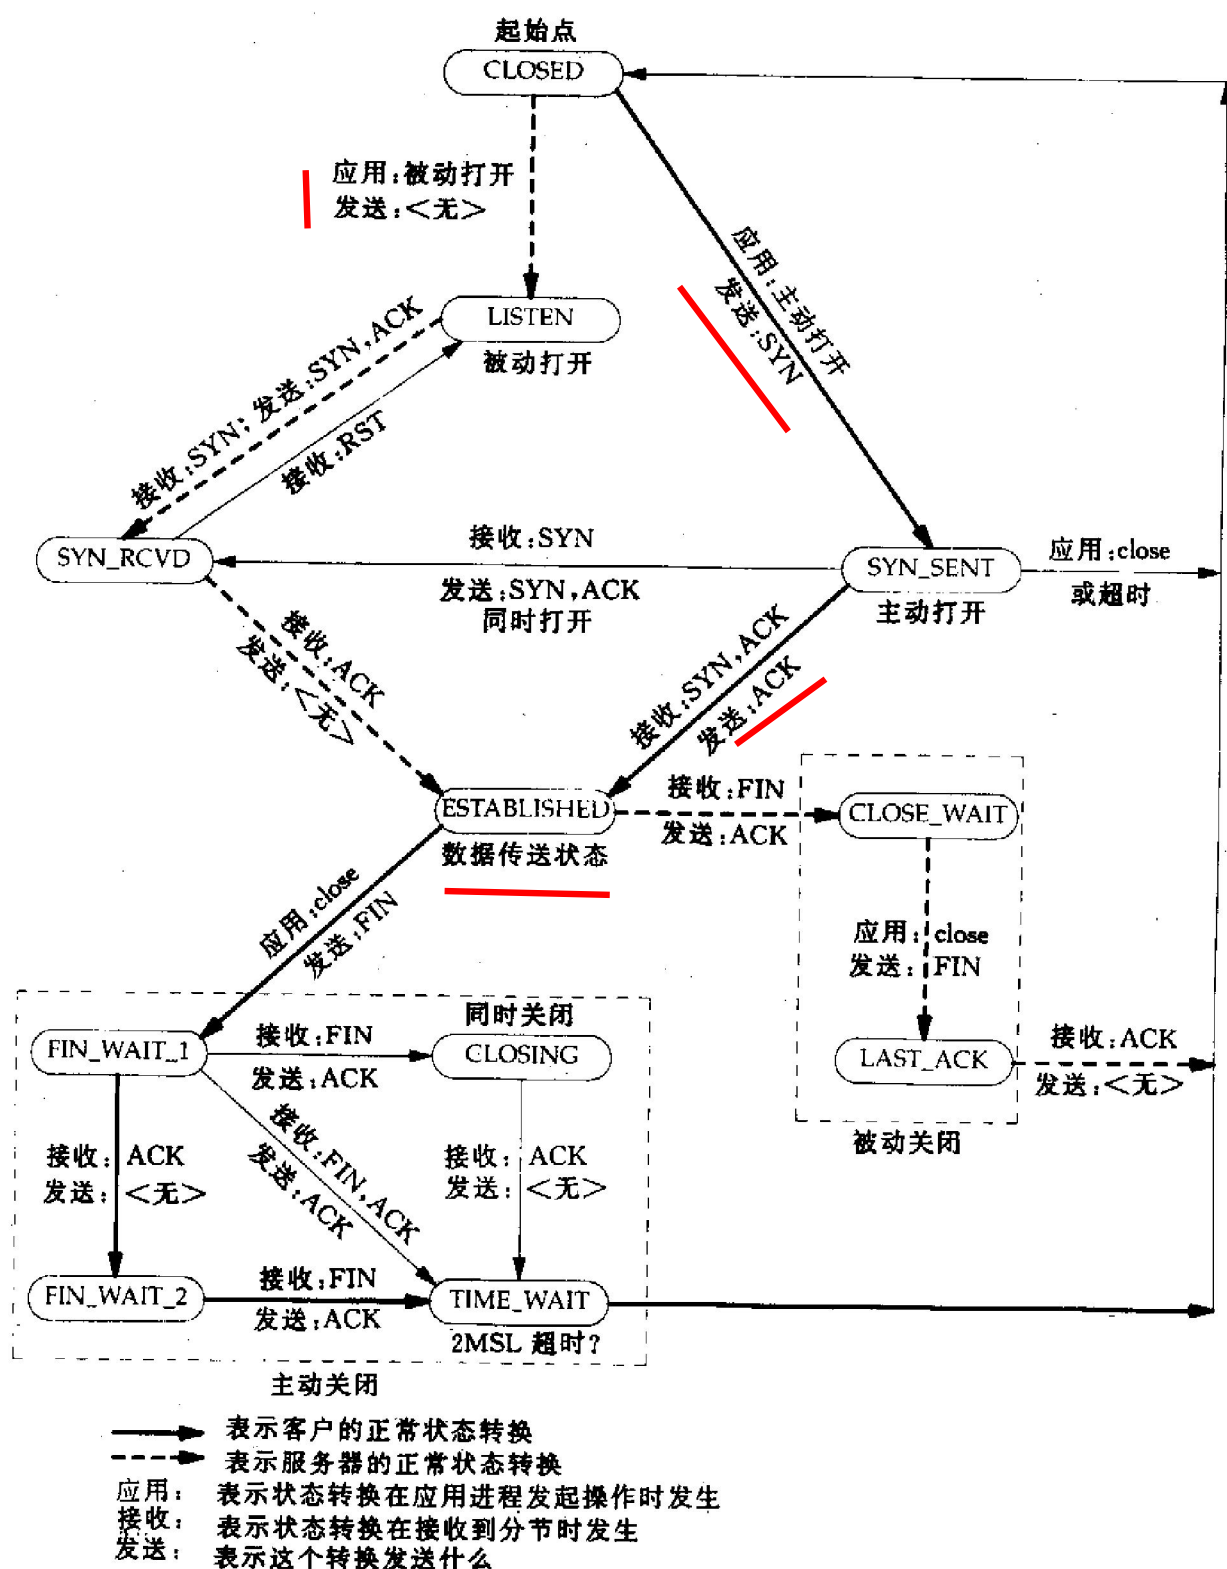 起始点
CLOSED
应用:被动打开
发送:<无>
应用:主动打开
发送:SYN
LISTEN
被动打开
接收:SYN; 发送:SYN,ACK
接收:RST
SYN_RCVD
接收:SYN
发送:SYN,ACK
同时打开
SYN_SENT
主动打开
应用:close
或超时
接收:ACK
发送:<无>
接收:SYN,ACK
发送:ACK
ESTABLISHED
数据传送状态
接收:FIN
发送:ACK
CLOSE_WAIT
应用:close
发送:FIN
应用:close
发送:FIN
同时关闭
FIN_WAIT_1
接收:FIN
发送:ACK
CLOSING
LAST_ACK
接收:ACK
发送:<无>
被动关闭
接收:ACK
发送:<无>
接收:FIN,ACK
发送:ACK
接收:ACK
发送:<无>
FIN_WAIT_2
接收:FIN
发送:ACK
TIME_WAIT
2MSL 超时?
主动关闭
表示客户的正常状态转换
表示服务器的正常状态转换
应用: 表示状态转换在应用进程发起操作时发生
接收: 表示状态转换在接收到分节时发生
发送: 表示这个转换发送什么